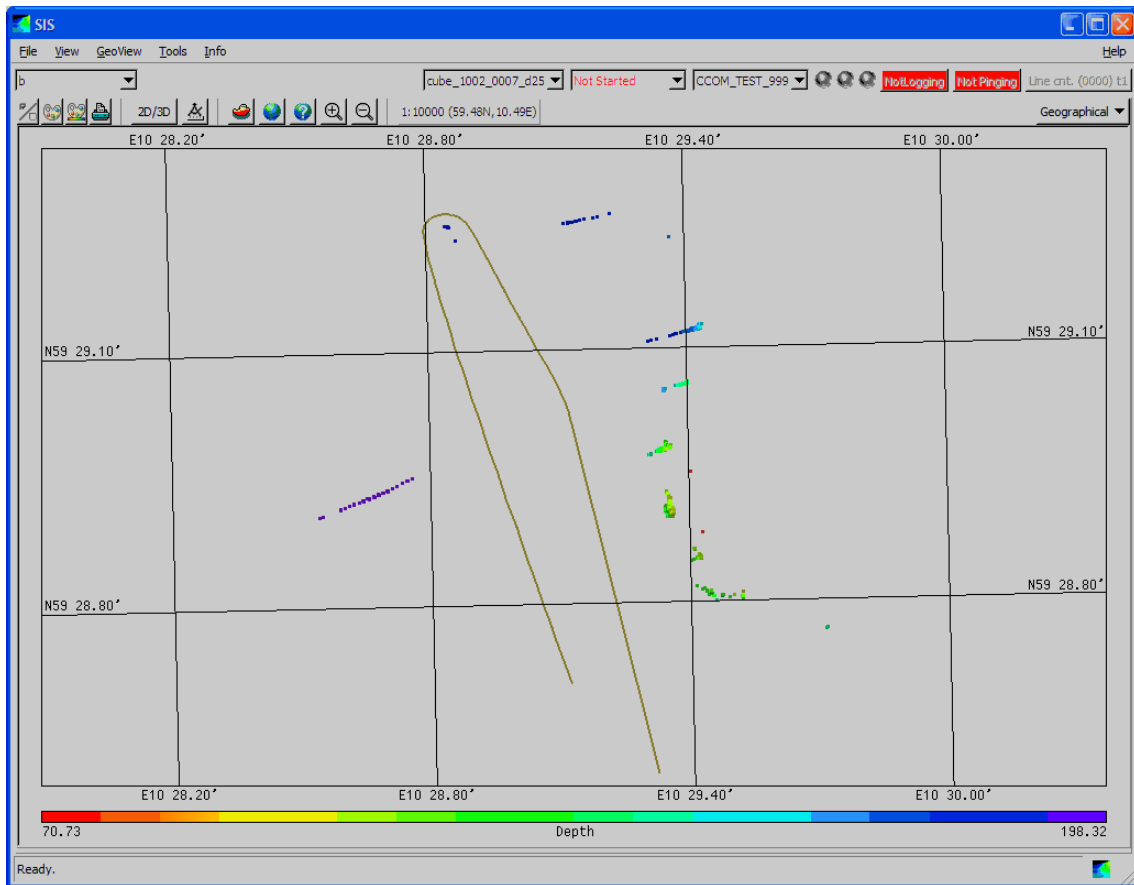 SIS
File View GeoView Tools Info Help
b cube_1002_0007_d25 Not Started CCOM_TEST_999 NotLogging Not Pinging Line cnt. (0000) t1
2D/3D 1:10000 (59.48N,10.49E) Geographical
E10 28.20' E10 28.80' E10 29.40' E10 30.00'
N59 29.10' N59 29.10'
N59 28.80' N59 28.80'
E10 28.20' E10 28.80' E10 29.40' E10 30.00'
70.73 Depth 198.32
Ready.